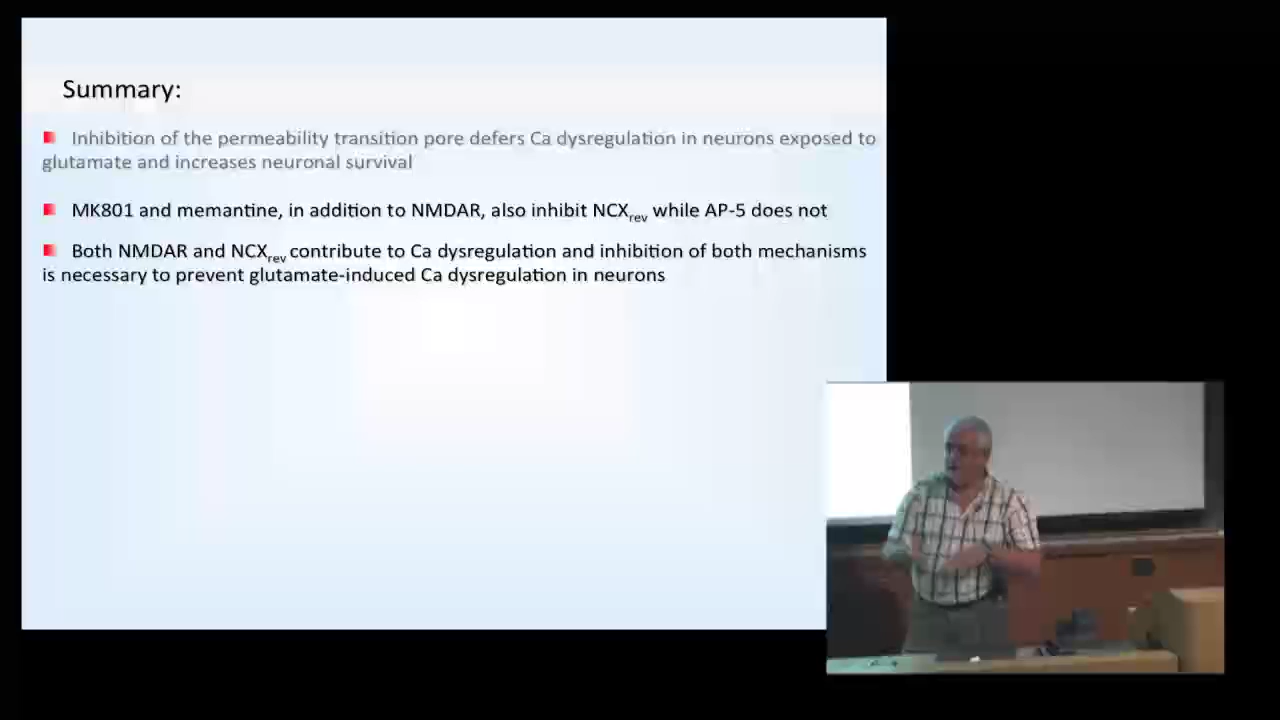 Summary:
Inhibition of the permeability transition pore defers Ca dysregulation in neurons exposed to
glutamate and increases neuronal survival
MK801 and memantine, in addition to NMDAR, also inhibit NCXrev while AP-5 does not
Both NMDAR and NCXrev contribute to Ca dysregulation and inhibition of both mechanisms
is necessary to prevent glutamate-induced Ca dysregulation in neurons